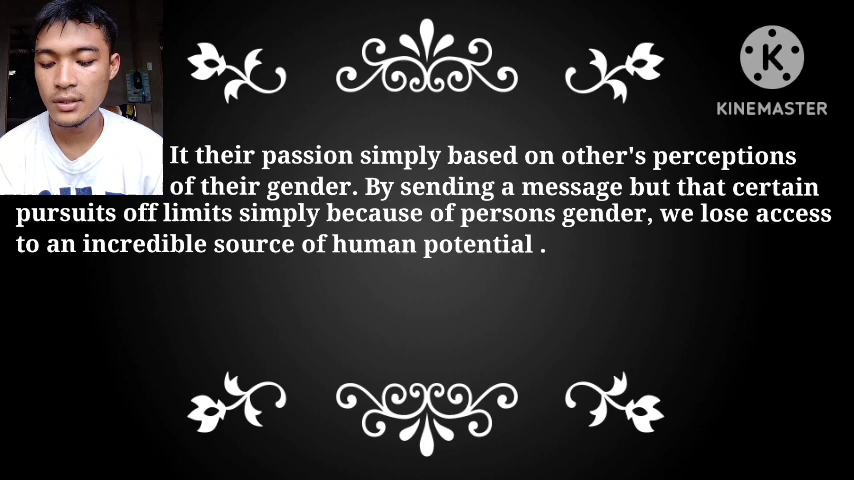 KINEMASTER
It their passion simply based on other's perceptions
of their gender. By sending a message but that certain
pursuits off limits simply because of persons gender, we lose access
to an incredible source of human potential .